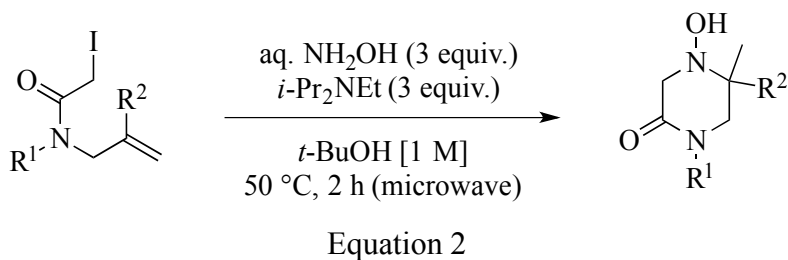 I
O
R²
N
R¹
aq. NH₂OH (3 equiv.)
i-Pr₂NEt (3 equiv.)
t-BuOH [1 M]
50 °C, 2 h (microwave)
OH
N
R²
O
N
R¹
Equation 2